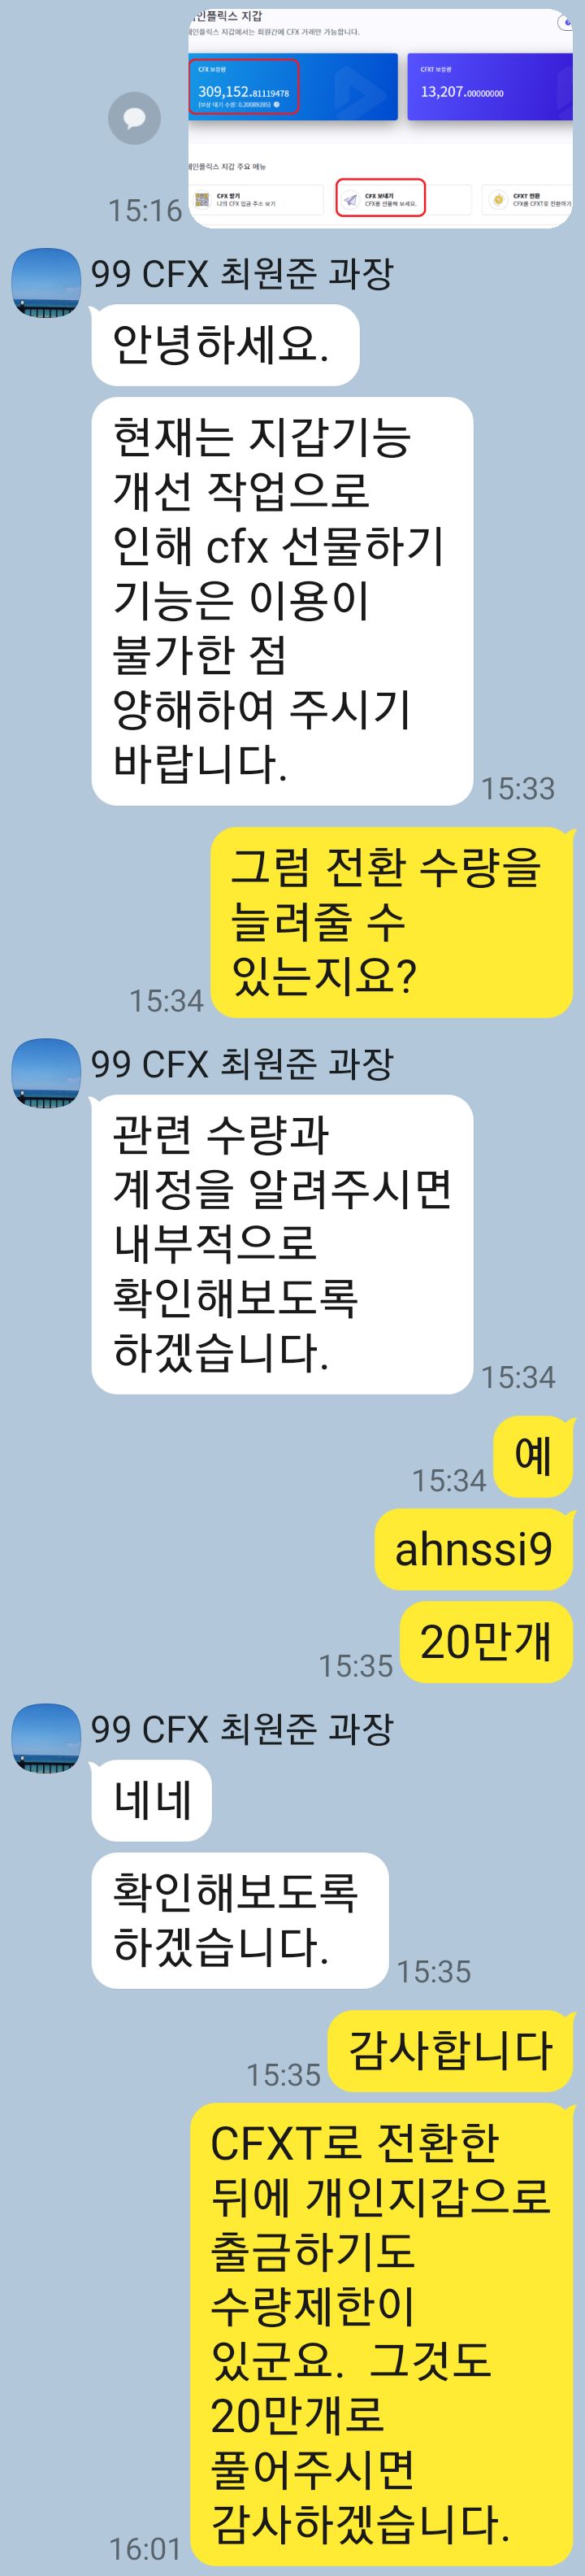 인플릭스 지갑
인플릭스 지갑에서는 회원간에 CFX 거래만 가능합니다.
CFX 보유량
CFXT 보유량
309,152.81119478
13,207.00000000
(보상 대기 수량: 0.20089285)
인플릭스 지갑 주요 메뉴
CFX 받기
나의 CFX 입금 주소 보기
CFX 보내기
CFX를 선물해 보세요.
CFXT 전환
CFX를 CFXT로 전환하기
15:16
99 CFX 최원준 과장
안녕하세요.
현재는 지갑기능
개선 작업으로
인해 cfx 선물하기
기능은 이용이
불가한 점
양해하여 주시기
바랍니다.
15:33
그럼 전환 수량을
늘려줄 수
있는지요?
15:34
99 CFX 최원준 과장
관련 수량과
계정을 알려주시면
내부적으로
확인해보도록
하겠습니다.
15:34
예
15:34
ahnssi9
20만개
15:35
99 CFX 최원준 과장
네네
확인해보도록
하겠습니다.
15:35
감사합니다
15:35
CFXT로 전환한
뒤에 개인지갑으로
출금하기도
수량제한이
있군요. 그것도
20만개로
풀어주시면
감사하겠습니다.
16:01